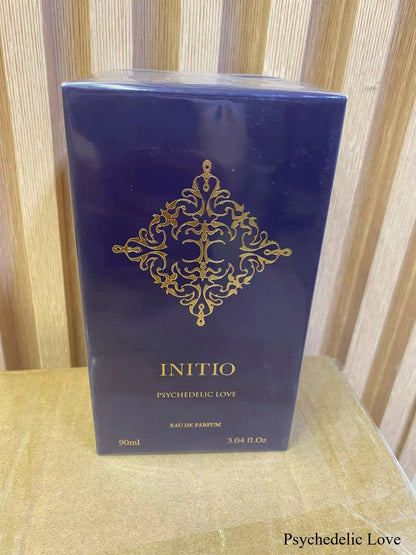 INITIO
PSYCHEDELIC LOVE
EAU DE PARFUM
90ml 3.04 fl.Oz
Psychedelic Love